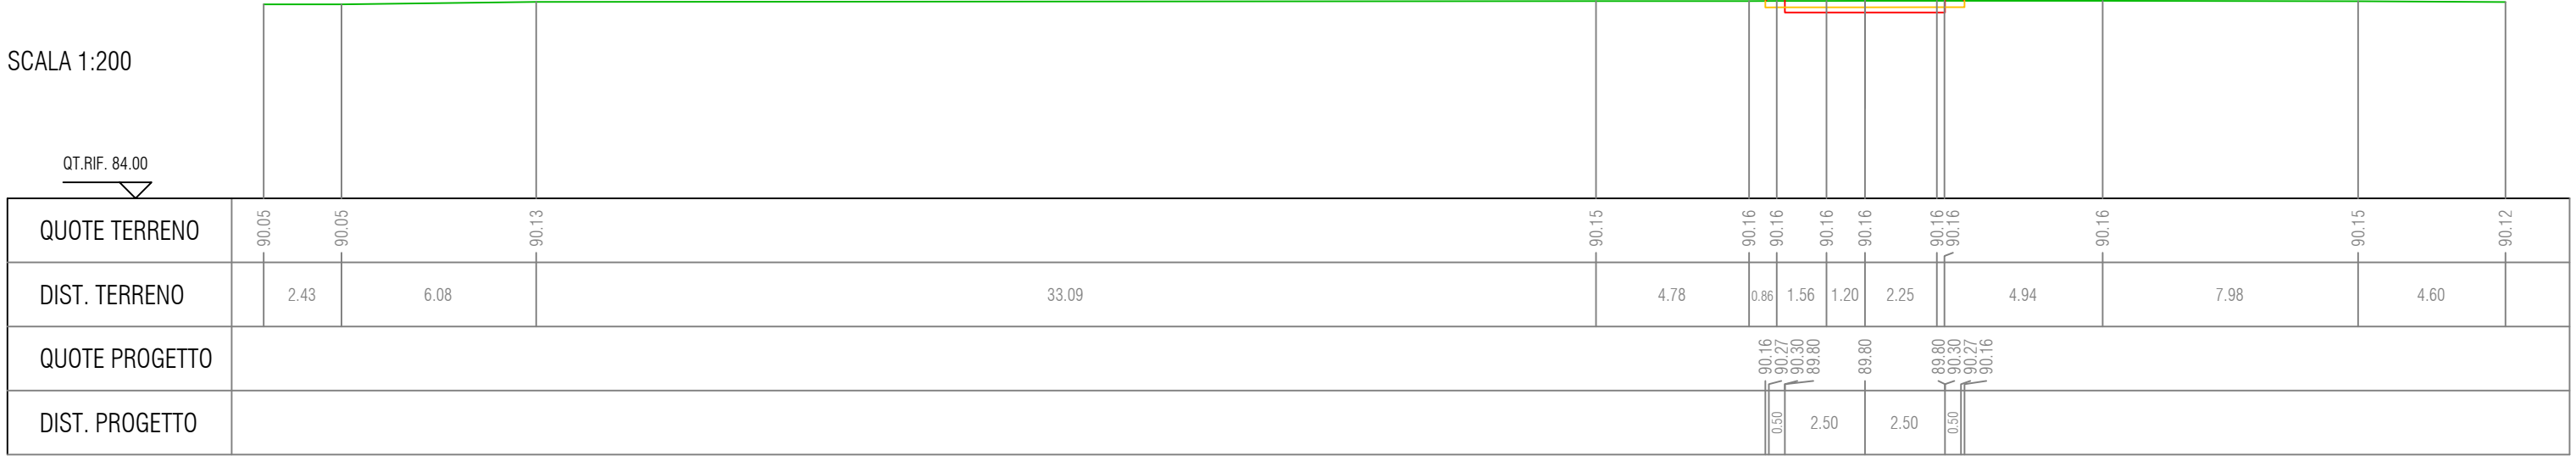 SCALA 1:200
QT.RIF. 84.00
QUOTE TERRENO 90.05 90.05 90.13 90.15 90.16 90.16 90.16 90.16 90.16 90.16 90.16 90.15 90.12
DIST. TERRENO 2.43 6.08 33.09 4.78 0.86 1.56 1.20 2.25 4.94 7.98 4.60
QUOTE PROGETTO 90.16 90.27 90.30 89.80 89.80 89.80 90.30 90.27 90.16
DIST. PROGETTO 0.50 2.50 2.50 0.50